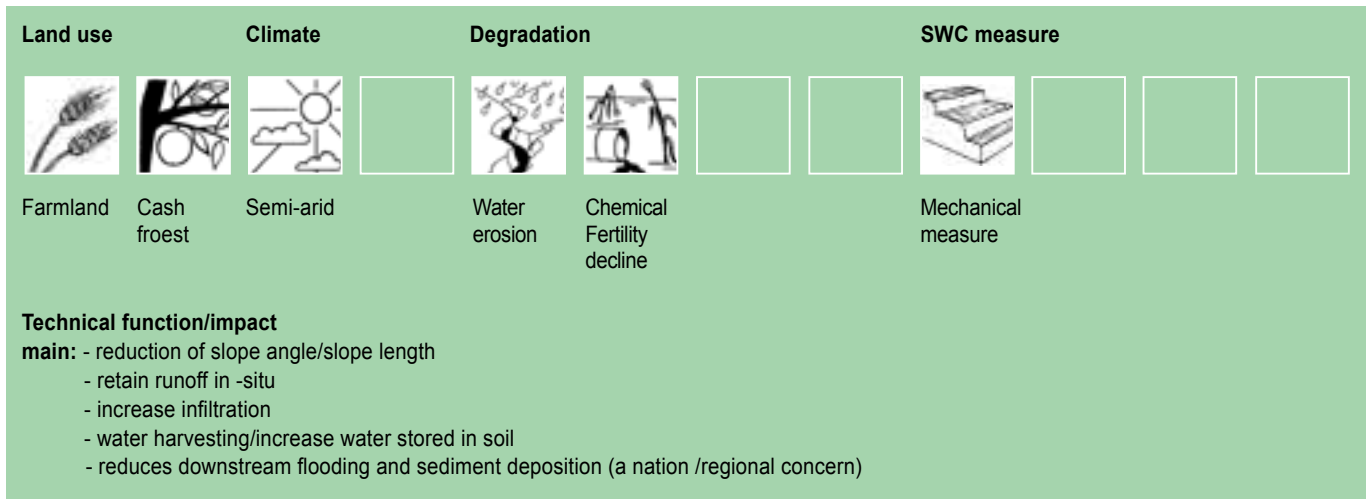 Land use Climate Degradation SWC measure
Farmland Cash froest Semi-arid Water erosion Chemical Fertility decline Mechanical measure
Technical function/impact
main: - reduction of slope angle/slope length
- retain runoff in -situ
- increase infiltration
- water harvesting/increase water stored in soil
- reduces downstream flooding and sediment deposition (a nation /regional concern)